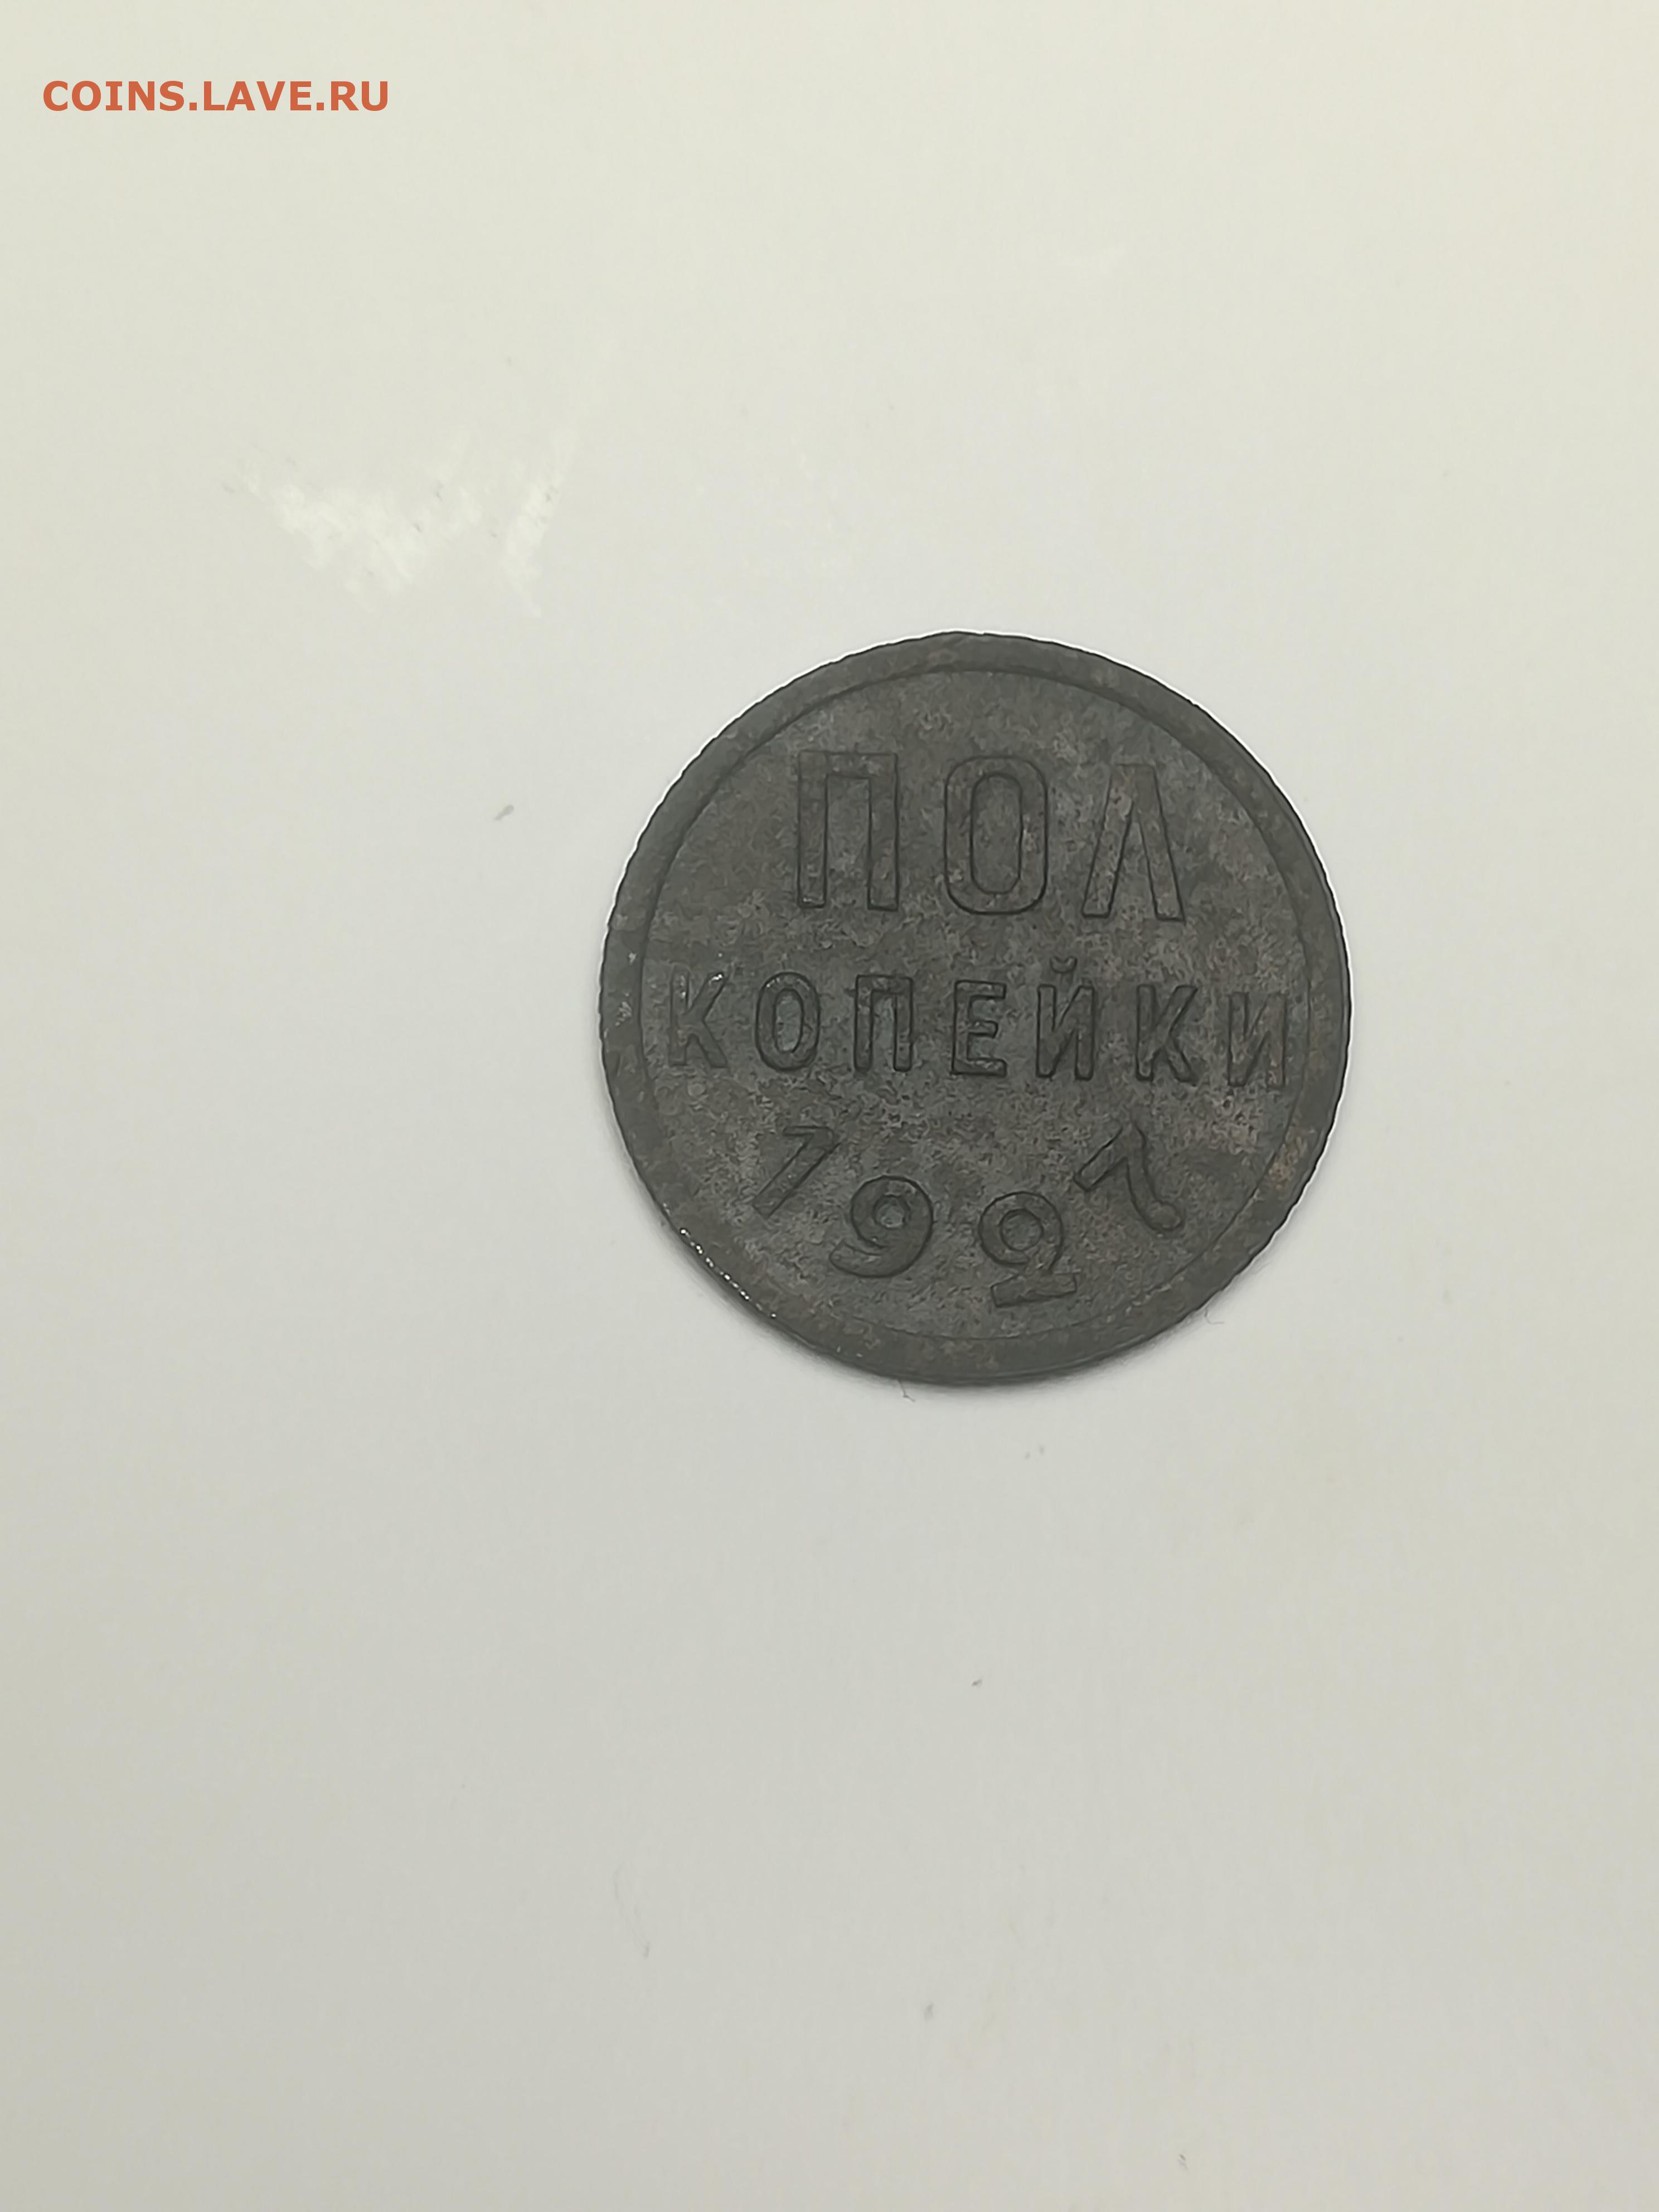 COINS.LAVE.RU
ПОЛ
КОПЕЙКИ
1927